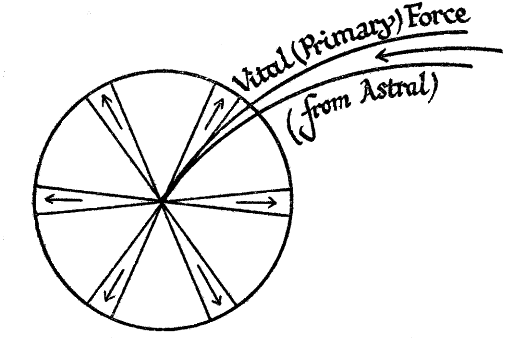 Vital (Primary) Force
(from Astral)